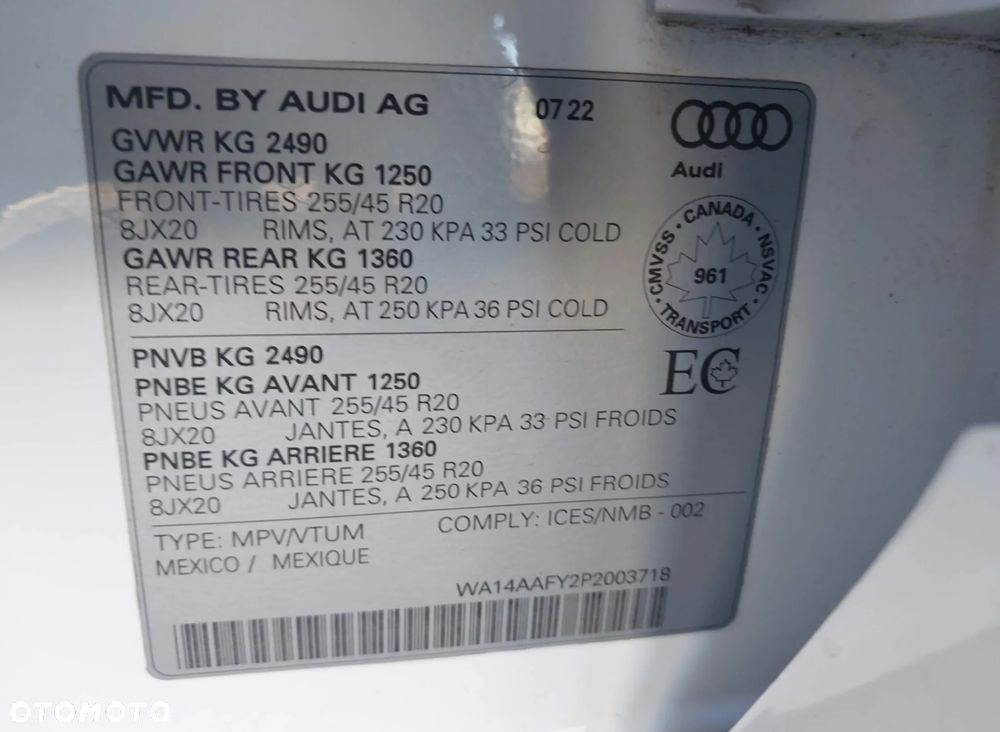 MFD. BY AUDI AG 07 22
GVWR KG 2490
GAWR FRONT KG 1250
FRONT-TIRES 255/45 R20
8JX20 RIMS, AT 230 KPA 33 PSI COLD
GAWR REAR KG 1360
REAR-TIRES 255/45 R20
8JX20 RIMS, AT 250 KPA 36 PSI COLD
Audi
CMVSS · CANADA · NSVAC · TRANSPORT ·
961
EC
PNVB KG 2490
PNBE KG AVANT 1250
PNEUS AVANT 255/45 R20
8JX20 JANTES, A 230 KPA 33 PSI FROIDS
PNBE KG ARRIERE 1360
PNEUS ARRIERE 255/45 R20
8JX20 JANTES, A 250 KPA 36 PSI FROIDS
TYPE: MPV/VTUM COMPLY: ICES/NMB - 002
MEXICO / MEXIQUE
WA14AAFY2P2003718
OTOMOTO